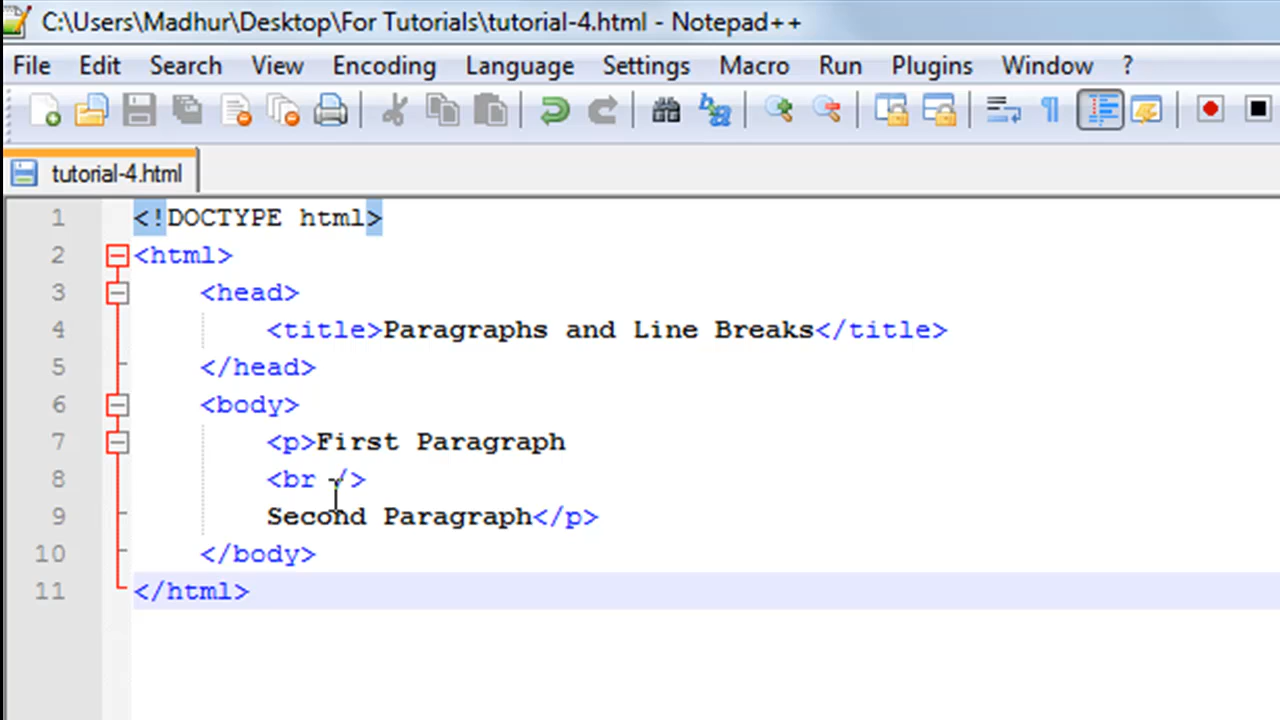 C:\Users\Madhur\Desktop\For Tutorials\tutorial-4.html - Notepad++
File Edit Search View Encoding Language Settings Macro Run Plugins Window ?
tutorial-4.html
1 <!DOCTYPE html>
2 <html>
3 <head>
4 <title>Paragraphs and Line Breaks</title>
5 </head>
6 <body>
7 <p>First Paragraph
8 <br />
9 Second Paragraph</p>
10 </body>
11 </html>